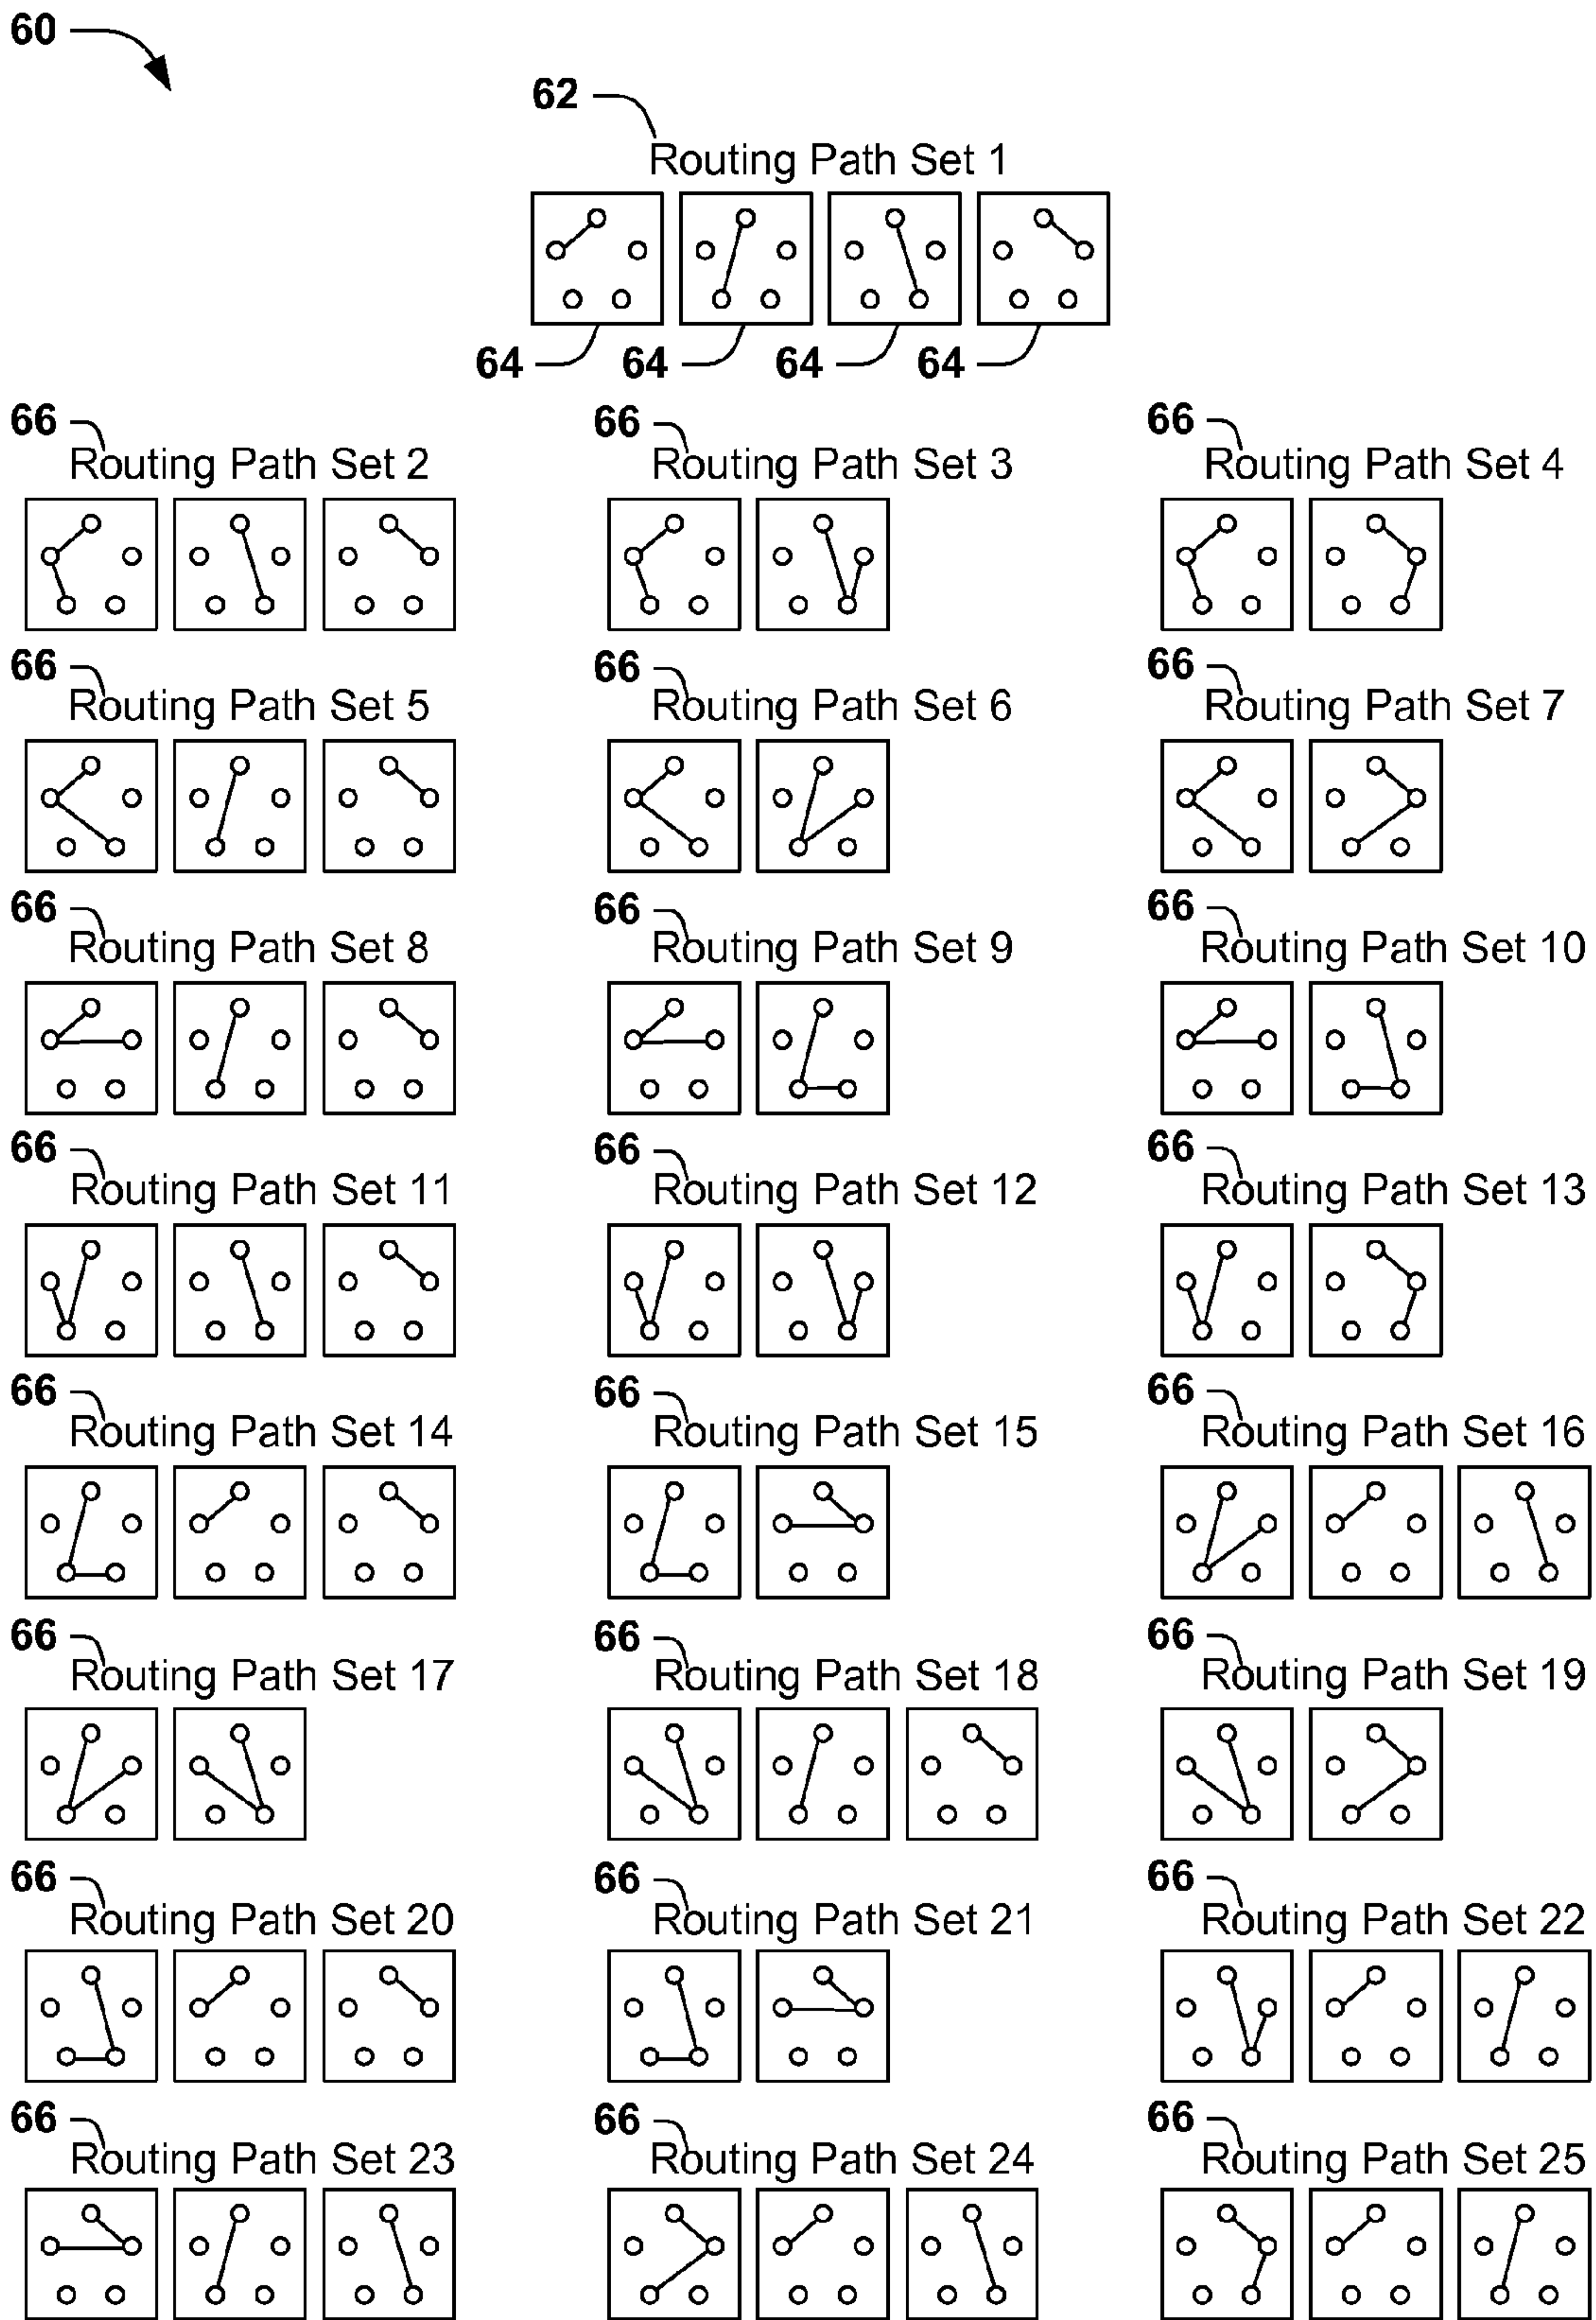 60
62
Routing Path Set 1
64 64 64 64
66 66 66
Routing Path Set 2 Routing Path Set 3 Routing Path Set 4
66 66 66
Routing Path Set 5 Routing Path Set 6 Routing Path Set 7
66 66 66
Routing Path Set 8 Routing Path Set 9 Routing Path Set 10
66 66 66
Routing Path Set 11 Routing Path Set 12 Routing Path Set 13
66 66 66
Routing Path Set 14 Routing Path Set 15 Routing Path Set 16
66 66 66
Routing Path Set 17 Routing Path Set 18 Routing Path Set 19
66 66 66
Routing Path Set 20 Routing Path Set 21 Routing Path Set 22
66 66 66
Routing Path Set 23 Routing Path Set 24 Routing Path Set 25